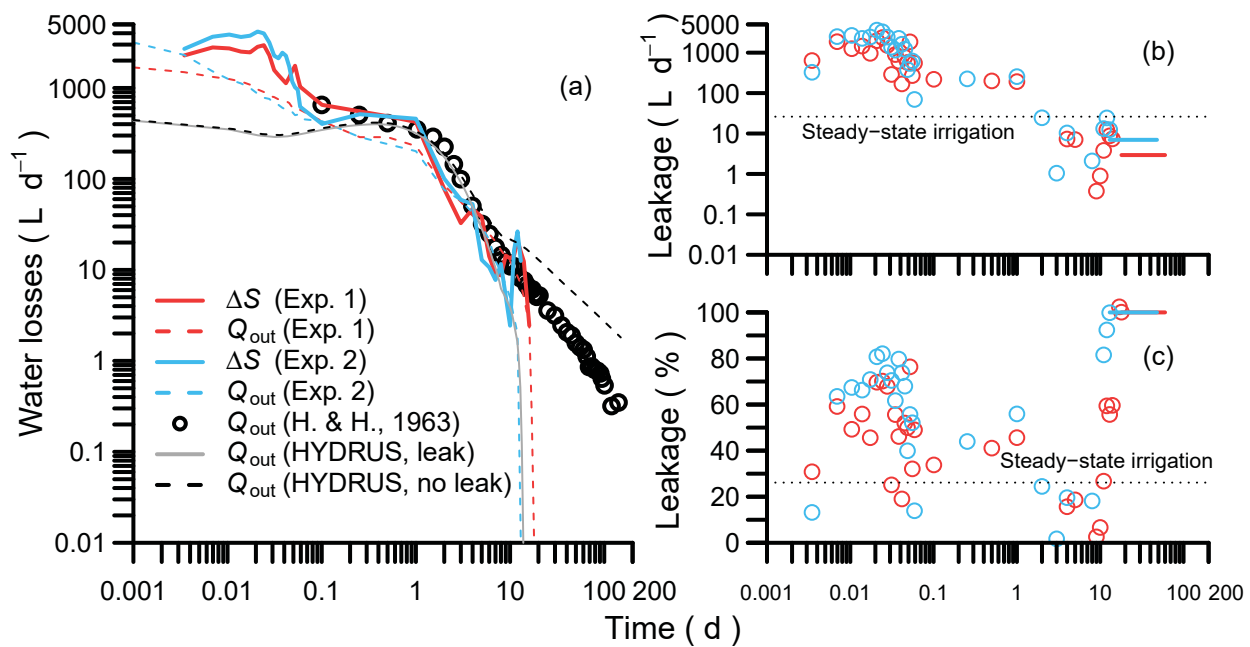 5000
1000
100
10
1
0.1
0.01
Water losses ( L d⁻¹)
(a)
ΔS (Exp. 1)
Qout (Exp. 1)
ΔS (Exp. 2)
Qout (Exp. 2)
Qout (H. & H., 1963)
Qout (HYDRUS, leak)
Qout (HYDRUS, no leak)
0.001 0.01 0.1 1 10 100 200
5000
1000
100
10
1
0.1
0.01
Leakage ( L d⁻¹)
(b)
Steady−state irrigation
100
80
60
40
20
0
Leakage ( %)
(c)
Steady−state irrigation
0.001 0.01 0.1 1 10 100 200
Time ( d )